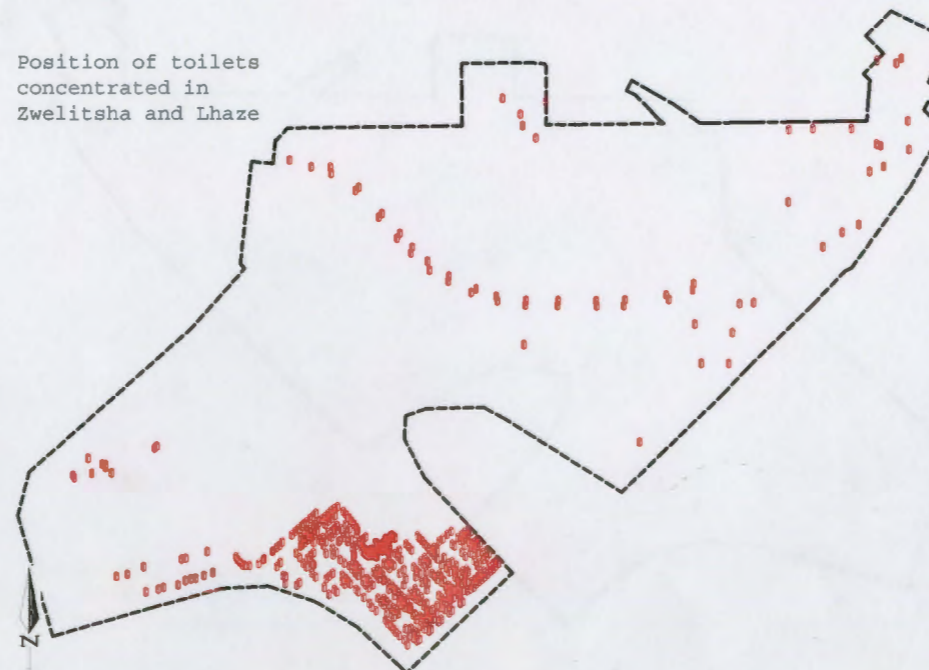 Position of toilets
concentrated in
Zwelitsha and Lhaze
N